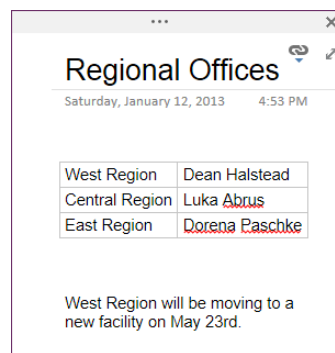 Regional Offices
Saturday, January 12, 2013 4:53 PM
West Region Dean Halstead
Central Region Luka Abrus
East Region Dorena Paschke
West Region will be moving to a
new facility on May 23rd.